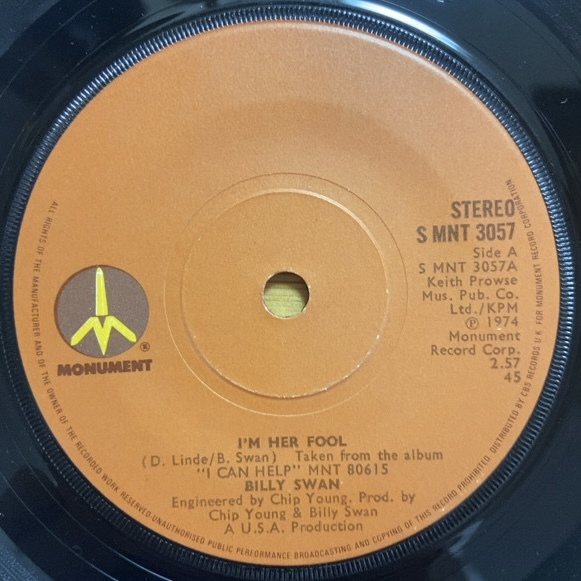 STEREO
S MNT 3057
Side A
S MNT 3057A
Keith Prowse
Mus. Pub. Co.
Ltd./KPM
℗ 1974
Monument
Record Corp.
2.57
45
®
MONUMENT
I'M HER FOOL
(D. Linde/B. Swan) Taken from the album
"I CAN HELP" MNT 80615
BILLY SWAN
Engineered by Chip Young. Prod. by
Chip Young & Billy Swan
A U.S.A. Production
ALL RIGHTS OF THE MANUFACTURER AND OF THE OWNER OF THE RECORDED WORK RESERVED·UNAUTHORISED PUBLIC PERFORMANCE BROADCASTING AND COPYING OF THIS RECORD PROHIBITED. DISTRIBUTED BY CBS RECORDS U K FOR MONUMENT RECORD CORPORATION